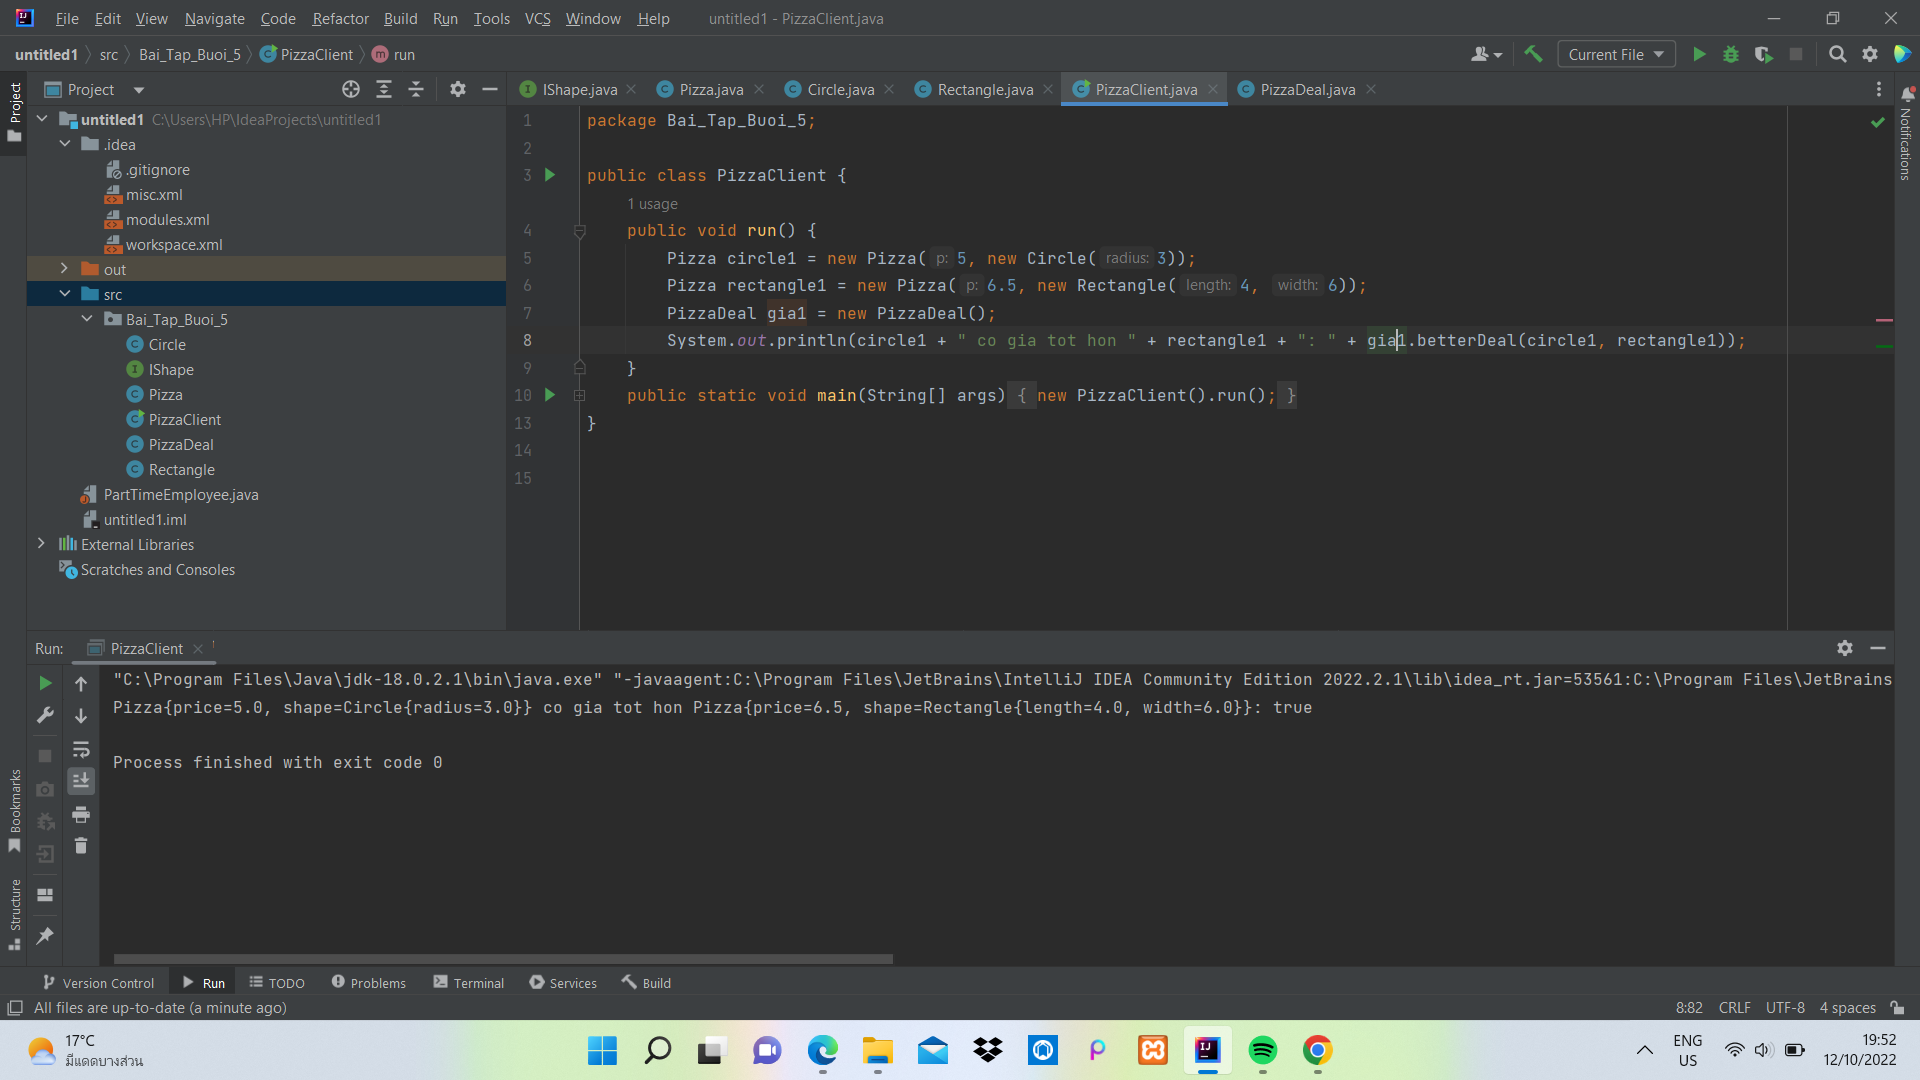 File Edit View Navigate Code Refactor Build Run Tools VCS Window Help untitled1 - PizzaClient.java
untitled1 src Bai_Tap_Buoi_5 PizzaClient run
Current File
Project
IShape.java Pizza.java Circle.java Rectangle.java PizzaClient.java PizzaDeal.java
Project
Notifications
untitled1 C:\Users\HP\IdeaProjects\untitled1
.idea
.gitignore
misc.xml
modules.xml
workspace.xml
out
src
Bai_Tap_Buoi_5
Circle
IShape
Pizza
PizzaClient
PizzaDeal
Rectangle
PartTimeEmployee.java
untitled1.iml
External Libraries
Scratches and Consoles
1 package Bai_Tap_Buoi_5;
2
3 public class PizzaClient {
1 usage
4 public void run() {
5 Pizza circle1 = new Pizza( p: 5, new Circle( radius: 3));
6 Pizza rectangle1 = new Pizza( p: 6.5, new Rectangle( length: 4, width: 6));
7 PizzaDeal gia1 = new PizzaDeal();
8 System.out.println(circle1 + " co gia tot hon " + rectangle1 + ": " + gia1.betterDeal(circle1, rectangle1));
9 }
10 public static void main(String[] args) { new PizzaClient().run(); }
13 }
14
15
Run: PizzaClient
"C:\Program Files\Java\jdk-18.0.2.1\bin\java.exe" "-javaagent:C:\Program Files\JetBrains\IntelliJ IDEA Community Edition 2022.2.1\lib\idea_rt.jar=53561:C:\Program Files\JetBrains
Pizza{price=5.0, shape=Circle{radius=3.0}} co gia tot hon Pizza{price=6.5, shape=Rectangle{length=4.0, width=6.0}}: true
Process finished with exit code 0
Bookmarks
Structure
Version Control Run TODO Problems Terminal Services Build
All files are up-to-date (a minute ago)
8:82 CRLF UTF-8 4 spaces
17°C
มีแดดบางส่วน
ENG
US
19:52
12/10/2022